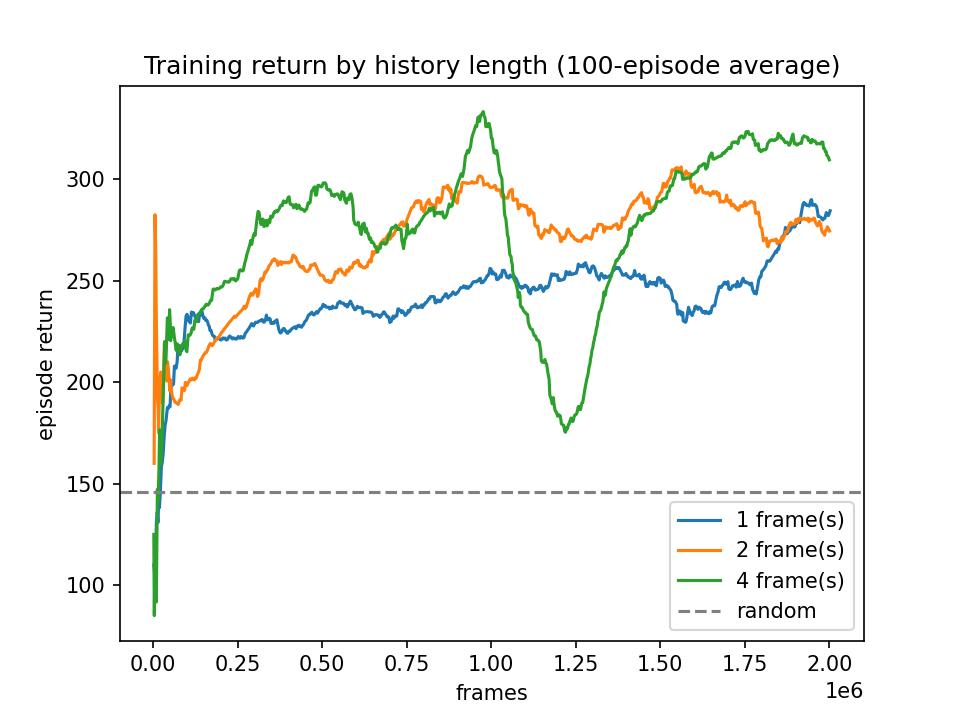 Training return by history length (100-episode average)
episode return
300
250
200
150
100
1 frame(s)
2 frame(s)
4 frame(s)
random
0.00 0.25 0.50 0.75 1.00 1.25 1.50 1.75 2.00
1e6
frames